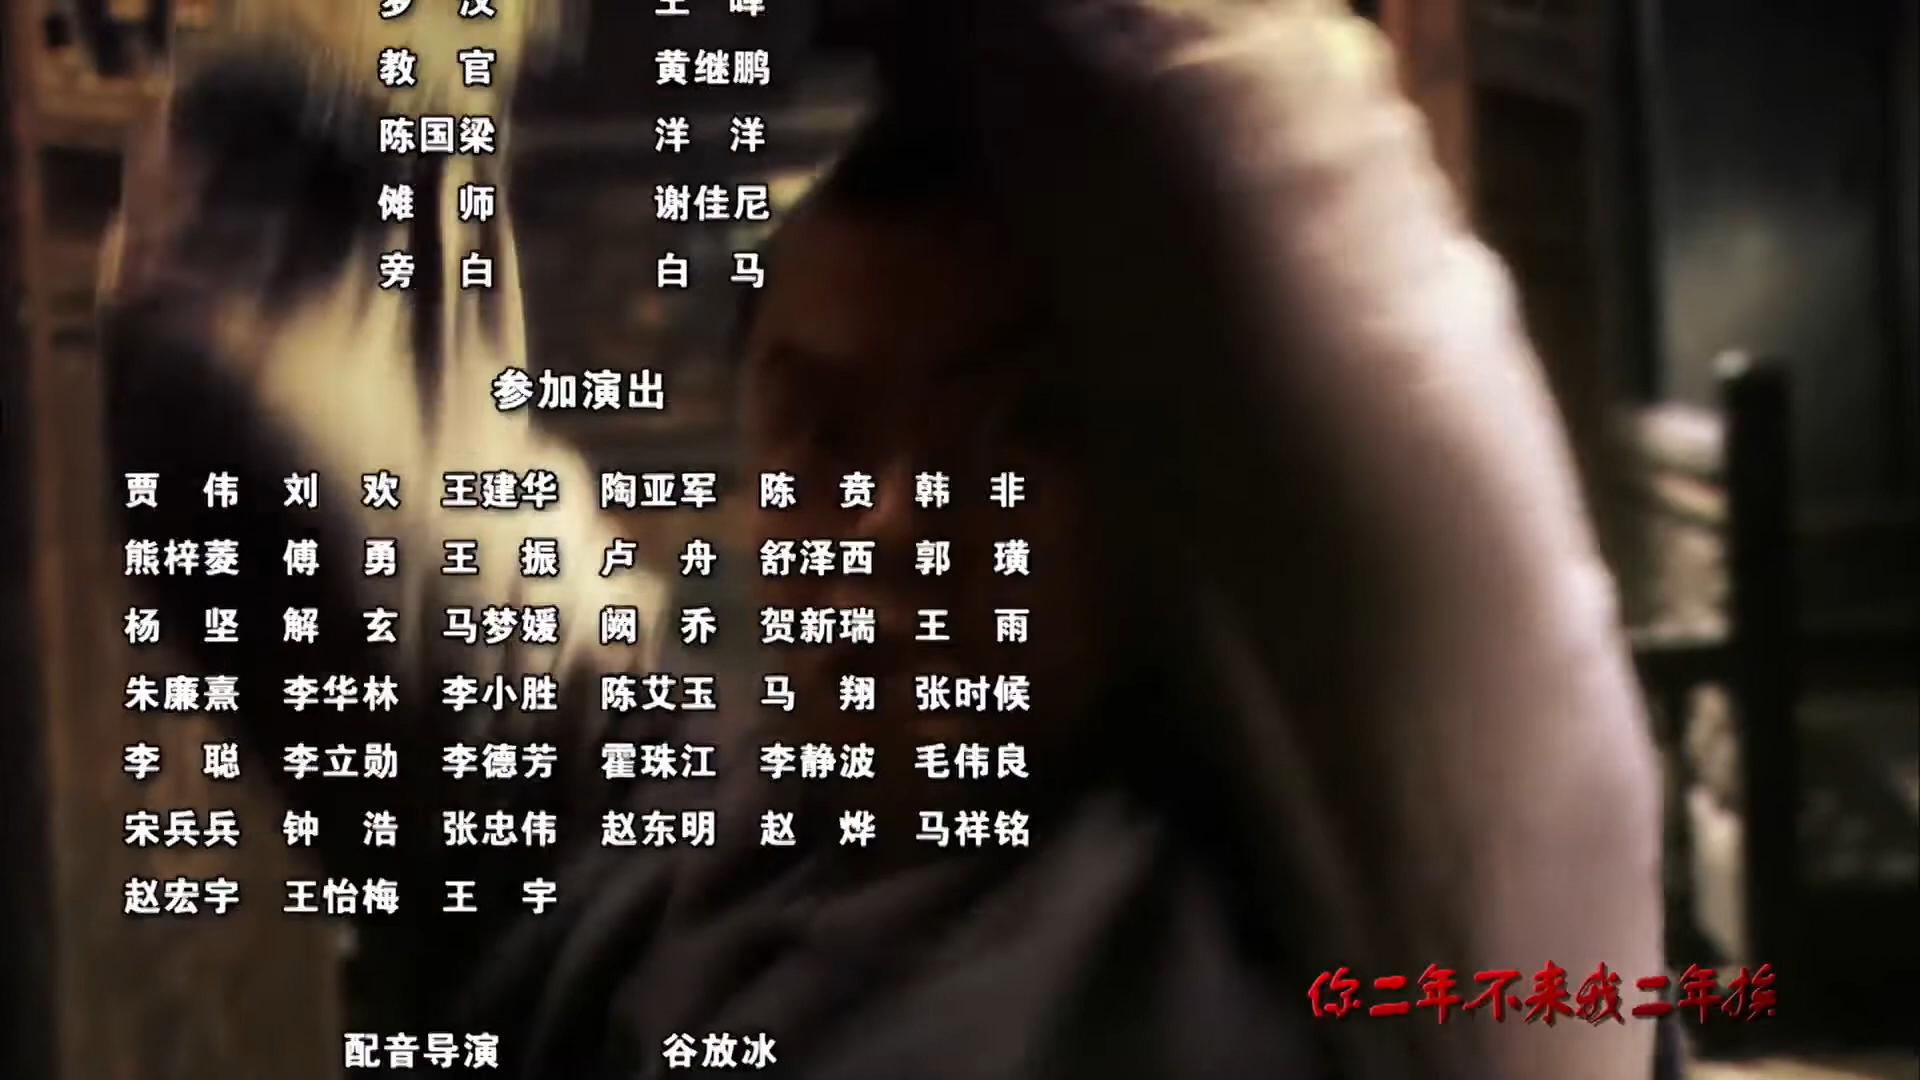 教 官 黄继鹏
陈国梁 洋 洋
傩 师 谢佳尼
旁 白 白 马
参加演出
贾 伟 刘 欢 王建华 陶亚军 陈 贲 韩 非
熊梓菱 傅 勇 王 振 卢 舟 舒泽西 郭 璜
杨 坚 解 玄 马梦媛 阙 乔 贺新瑞 王 雨
朱廉熹 李华林 李小胜 陈艾玉 马 翔 张时候
李 聪 李立勋 李德芳 霍珠江 李静波 毛伟良
宋兵兵 钟 浩 张忠伟 赵东明 赵 烨 马祥铭
赵宏宇 王怡梅 王 宇
你二年不来我二年挨
配音导演 谷放冰